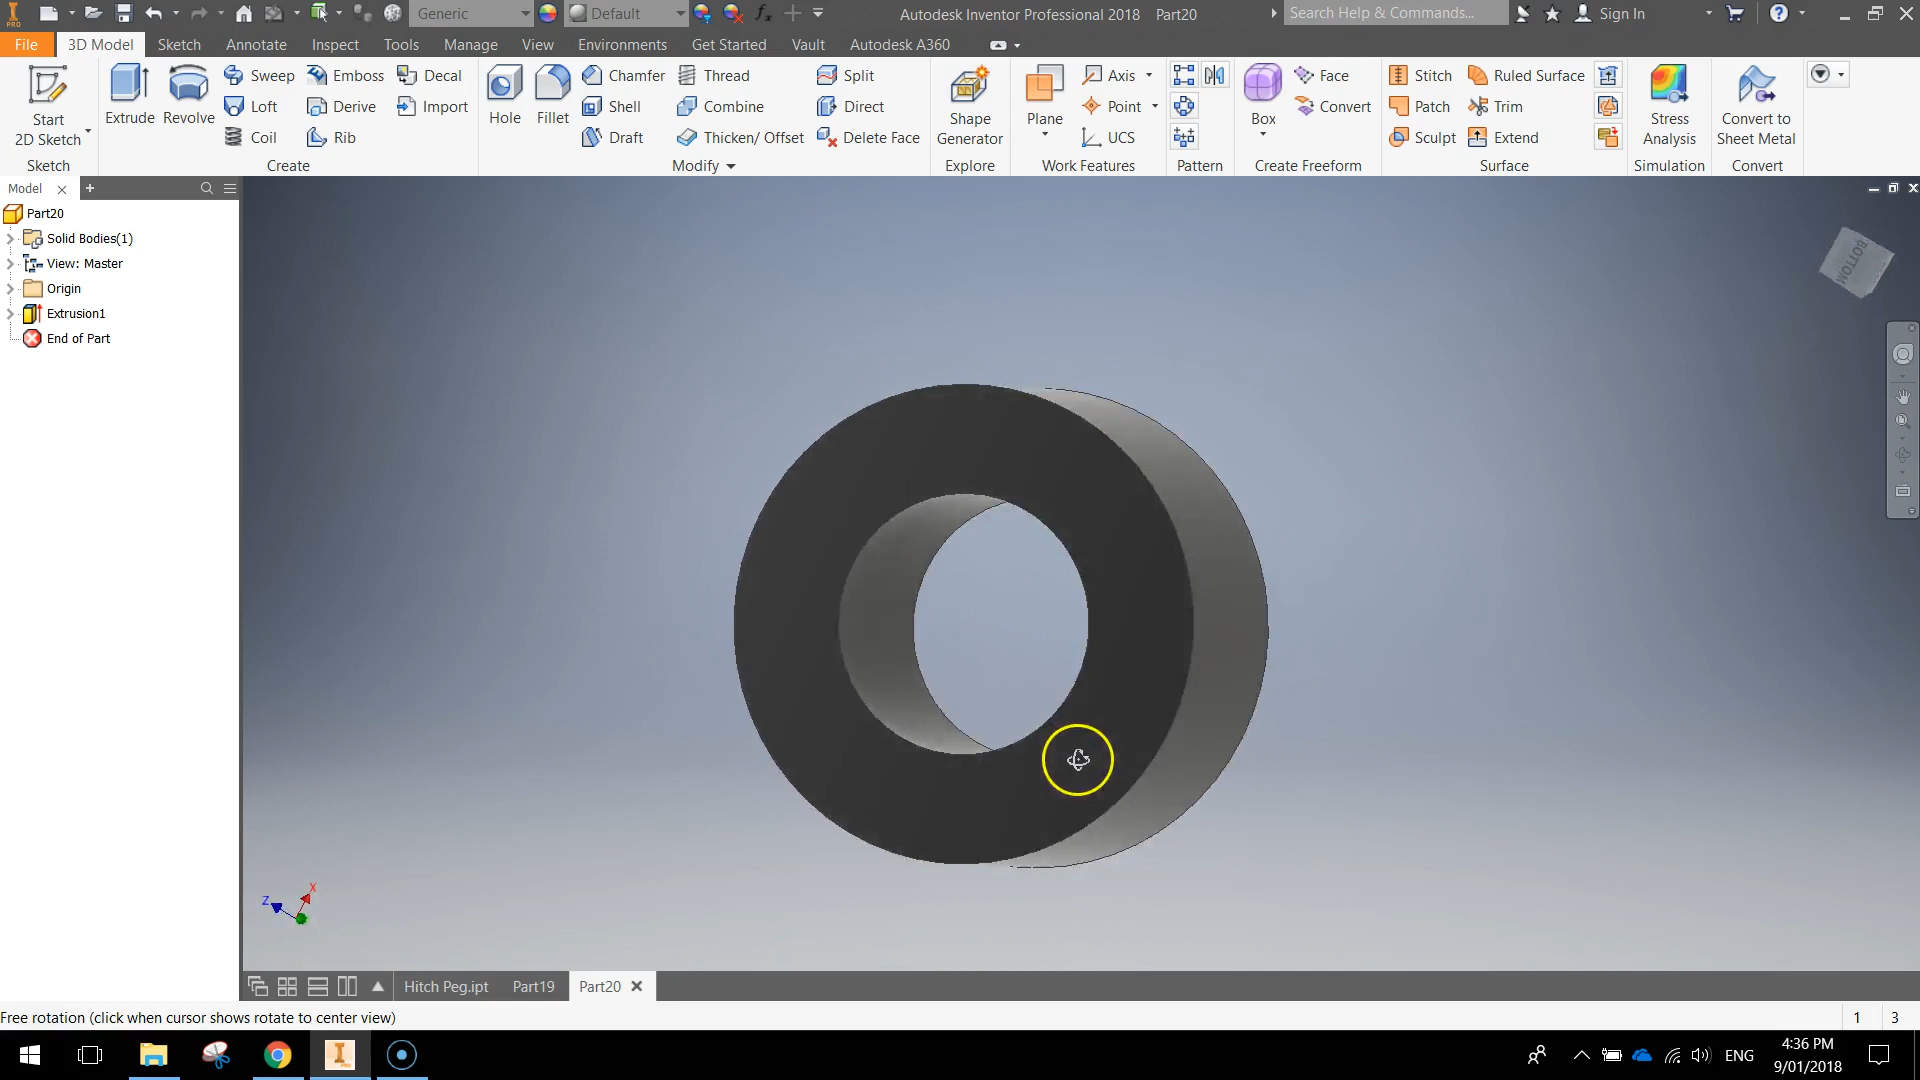 Generic Default fx Autodesk Inventor Professional 2018 Part20 Search Help & Commands... Sign In
File 3D Model Sketch Annotate Inspect Tools Manage View Environments Get Started Vault Autodesk A360
Start 2D Sketch
Sketch
Extrude Revolve Sweep Emboss Decal
Loft Derive Import
Coil Rib
Create
Hole Fillet Chamfer Thread Split
Shell Combine Direct
Draft Thicken/ Offset Delete Face
Modify
Shape Generator
Explore
Plane Axis
Point
UCS
Work Features
Pattern
Box Face
Convert
Create Freeform
Stitch Ruled Surface
Patch Trim
Sculpt Extend
Surface
Stress Analysis
Simulation
Convert to Sheet Metal
Convert
Model
Part20
Solid Bodies(1)
View: Master
Origin
Extrusion1
End of Part
BOTTOM
X
Z
Hitch Peg.ipt Part19 Part20
Free rotation (click when cursor shows rotate to center view) 1 3
ENG 4:36 PM
9/01/2018